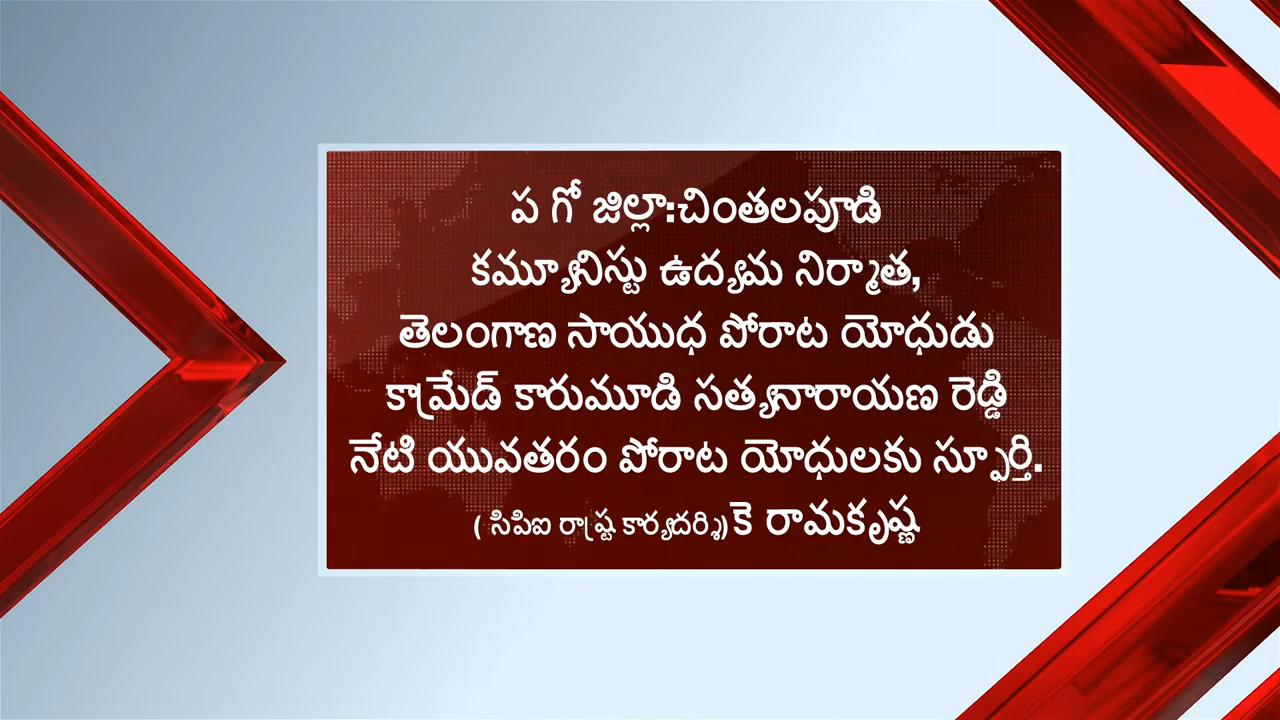 ప గో జిల్లా:చింతలపూడి
కమ్యూనిస్టు ఉద్యమ నిర్మాత,
తెలంగాణ సాయుధ పోరాట యోధుడు
కామ్రేడ్ కారుమూడి సత్యనారాయణ రెడ్డి
నేటి యువతరం పోరాట యోధులకు స్పూర్తి.
( సిపిఐ రాష్ట్ర కార్యదర్శి)కె రామకృష్ణ